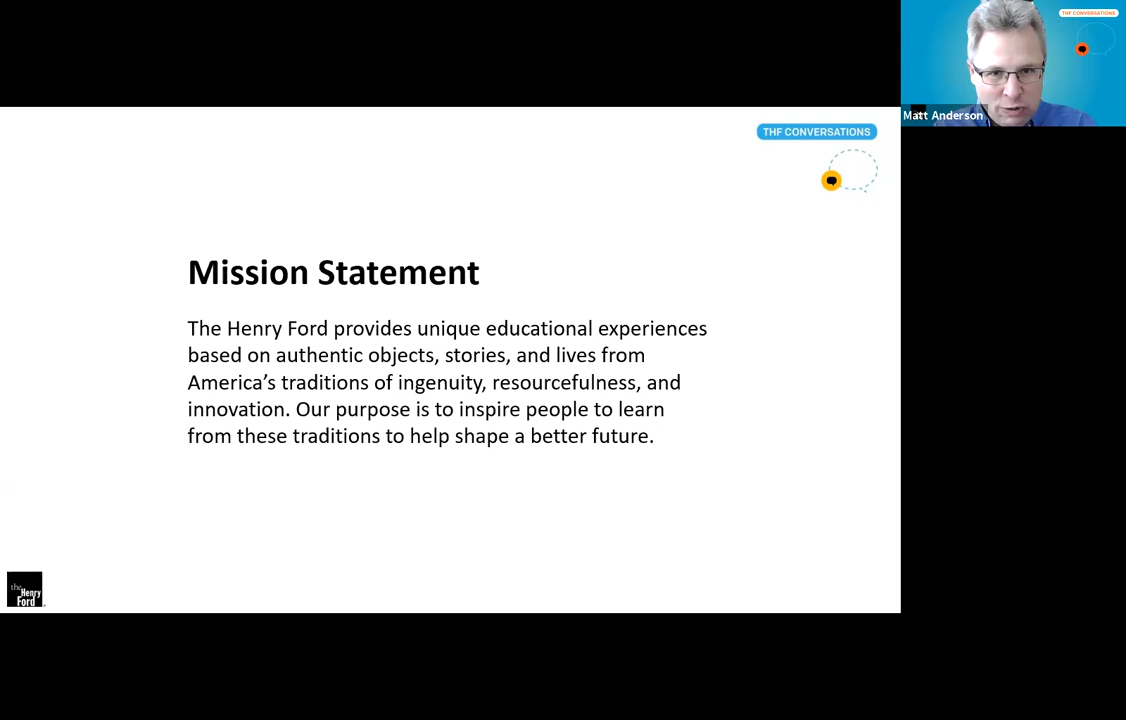 THF CONVERSATIONS
Matt Anderson
THF CONVERSATIONS
Mission Statement
The Henry Ford provides unique educational experiences
based on authentic objects, stories, and lives from
America’s traditions of ingenuity, resourcefulness, and
innovation. Our purpose is to inspire people to learn
from these traditions to help shape a better future.
the
Henry
Ford